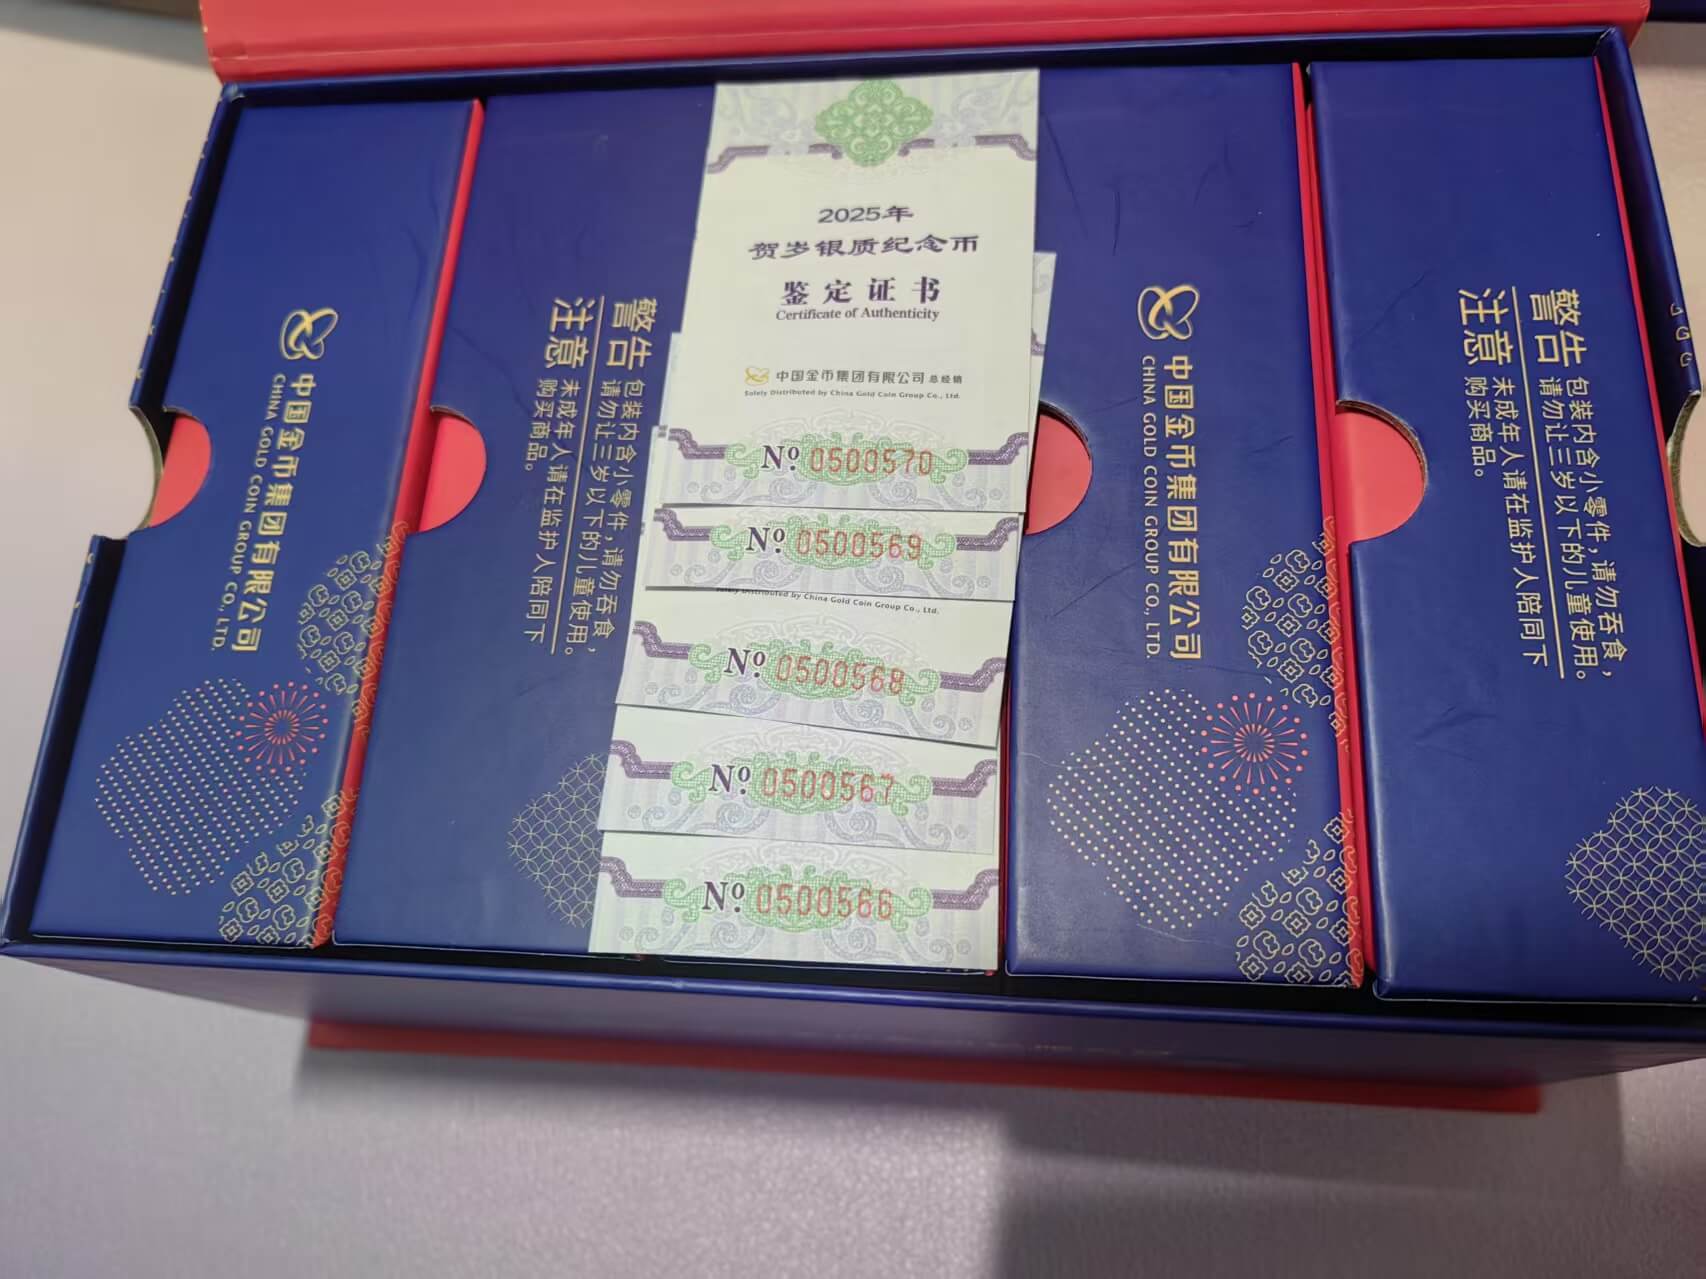 中国金币集团有限公司
CHINA GOLD COIN GROUP CO., LTD.
警告 包装内含小零件,请勿吞食,
请勿让三岁以下的儿童使用。
注意 未成年人请在监护人陪同下
购买商品。
2025年
贺岁银质纪念币
鉴定证书
Certificate of Authenticity
中国金币集团有限公司 总经销
Solely Distributed by China Gold Coin Group Co., Ltd.
Nº 0500570
Nº 0500569
Solely Distributed by China Gold Coin Group Co., Ltd.
Nº 0500568
Nº 0500567
Nº 0500566
中国金币集团有限公司
CHINA GOLD COIN GROUP CO., LTD.
警告 包装内含小零件,请勿吞食,
请勿让三岁以下的儿童使用。
注意 未成年人请在监护人陪同下
购买商品。